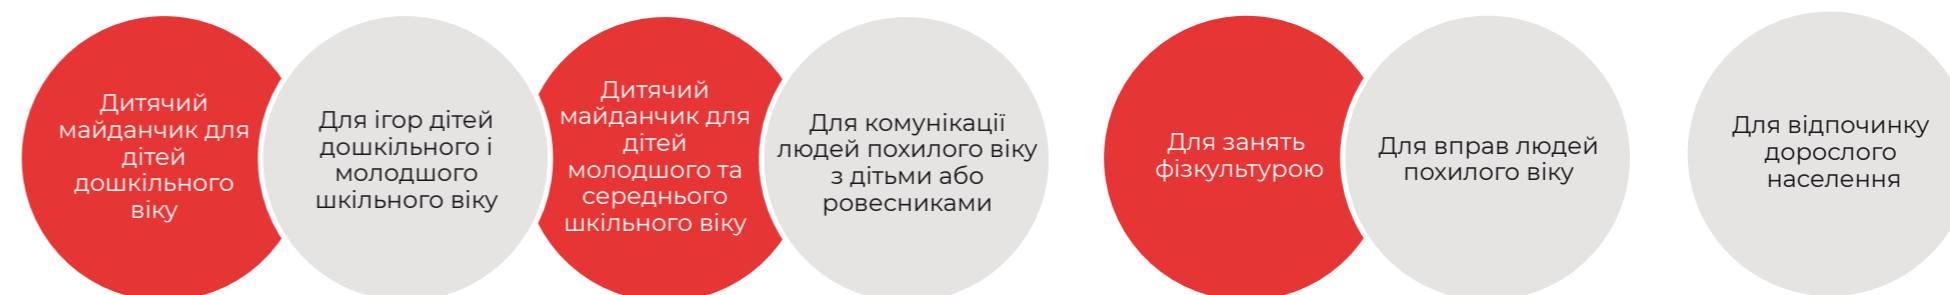 Дитячий
майданчик для
дітей
дошкільного
віку
Для ігор дітей
дошкільного і
молодшого
шкільного віку
Дитячий
майданчик для
дітей
молодшого та
середнього
шкільного віку
Для комунікації
людей похилого віку
з дітьми або
ровесниками
Для занять
фізкультурою
Для вправ людей
похилого віку
Для відпочинку
дорослого
населення